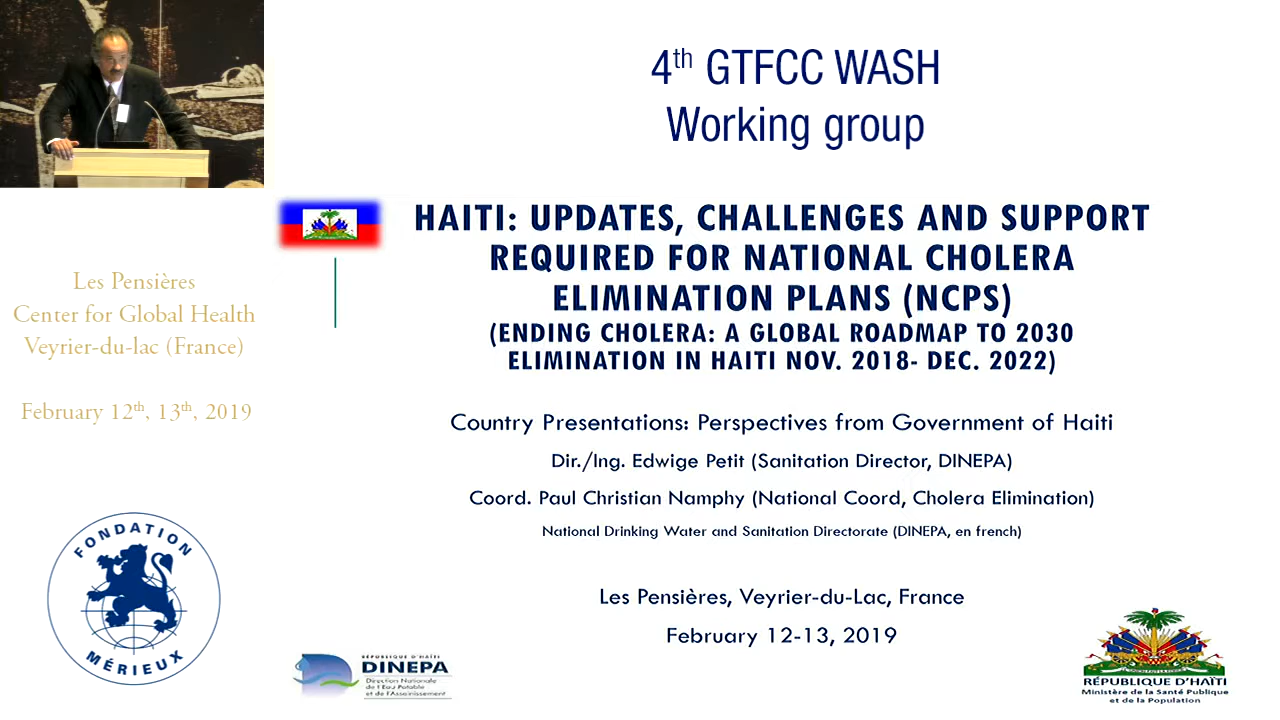 4th GTFCC WASH
Working group
HAITI: UPDATES, CHALLENGES AND SUPPORT
REQUIRED FOR NATIONAL CHOLERA
ELIMINATION PLANS (NCPS)
(ENDING CHOLERA: A GLOBAL ROADMAP TO 2030
ELIMINATION IN HAITI NOV. 2018- DEC. 2022)
Les Pensières
Center for Global Health
Veyrier-du-lac (France)
February 12th, 13th, 2019
Country Presentations: Perspectives from Government of Haiti
Dir./Ing. Edwige Petit (Sanitation Director, DINEPA)
Coord. Paul Christian Namphy (National Coord, Cholera Elimination)
National Drinking Water and Sanitation Directorate (DINEPA, en french)
Les Pensières, Veyrier-du-Lac, France
February 12-13, 2019
FONDATION
MÉRIEUX
RÉPUBLIQUE D'HAÏTI
DINEPA
Direction Nationale
de l'Eau Potable
et de l'Assainissement
RÉPUBLIQUE D'HAÏTI
Ministère de la Santé Publique
et de la Population